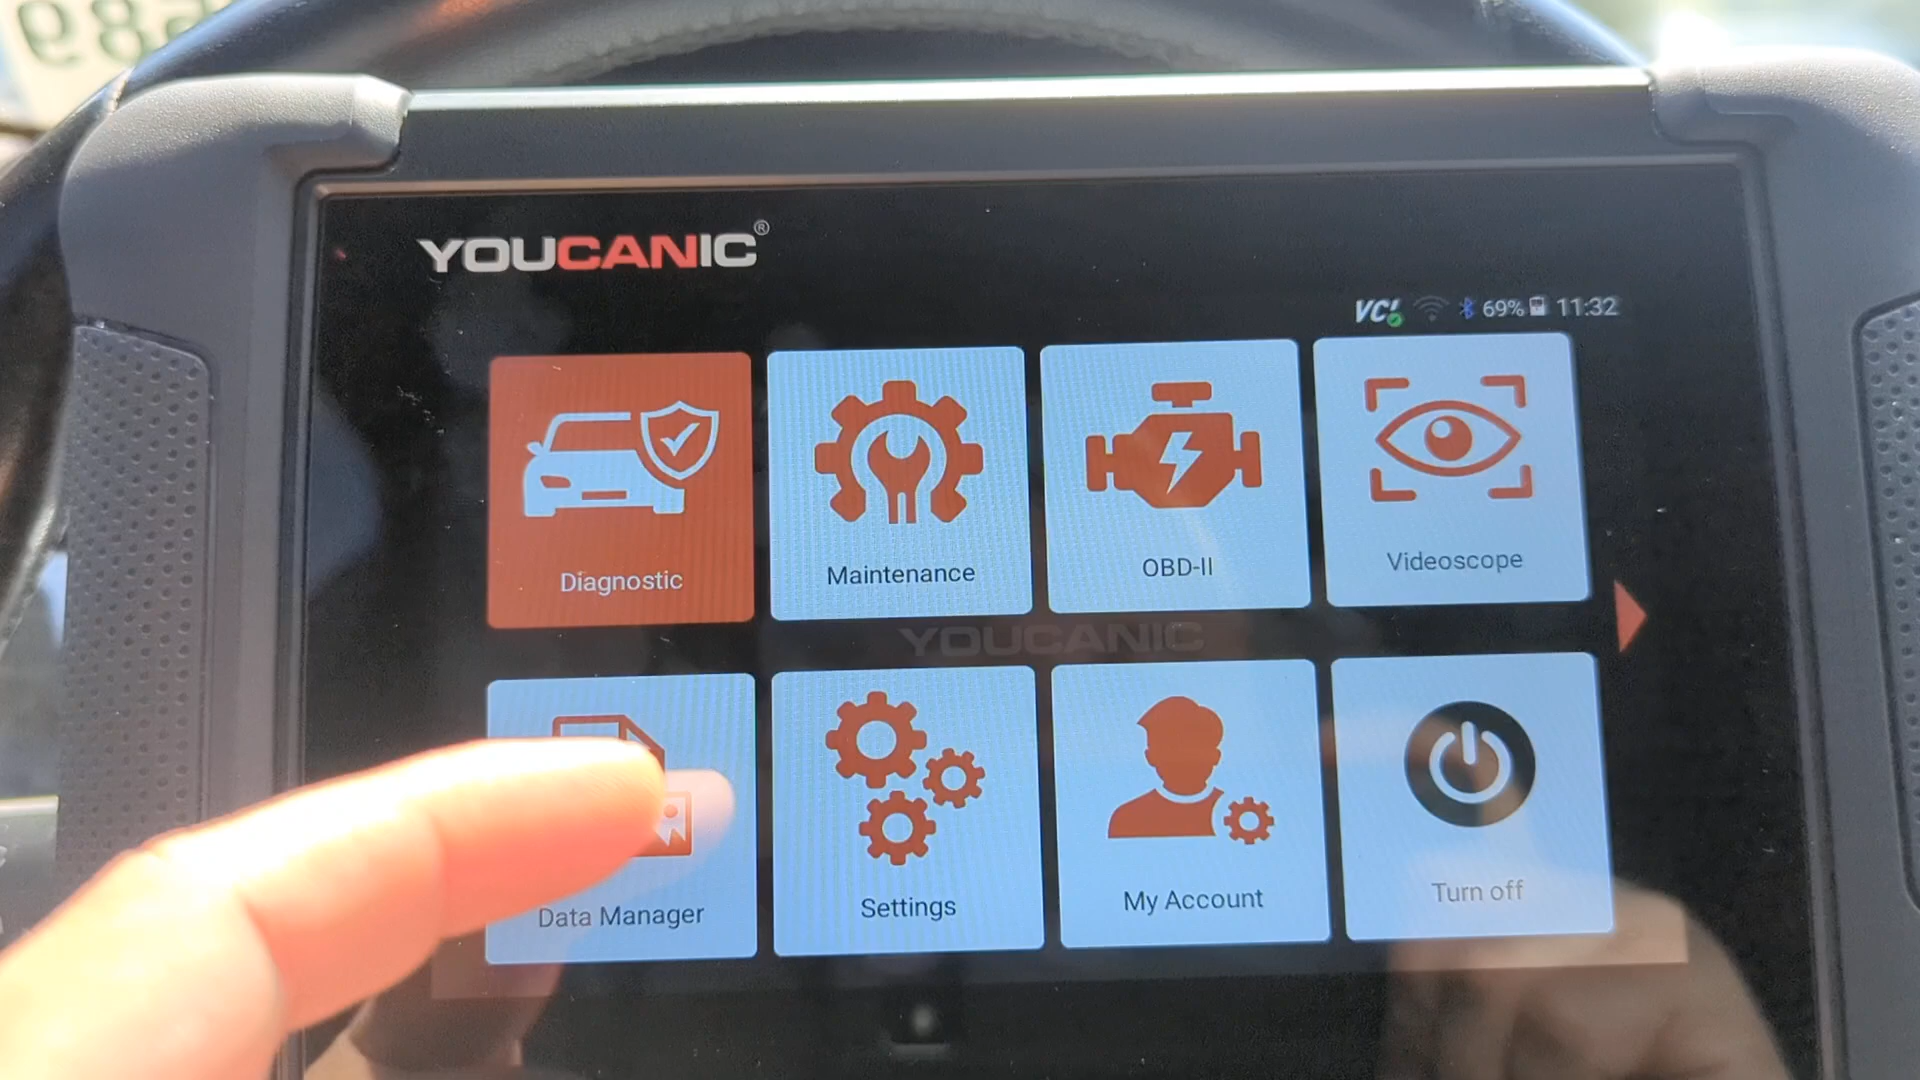 YOUCANIC®
VCI 69% 11:32
Diagnostic
Maintenance
OBD-II
Videoscope
YOUCANIC
Data Manager
Settings
My Account
Turn off